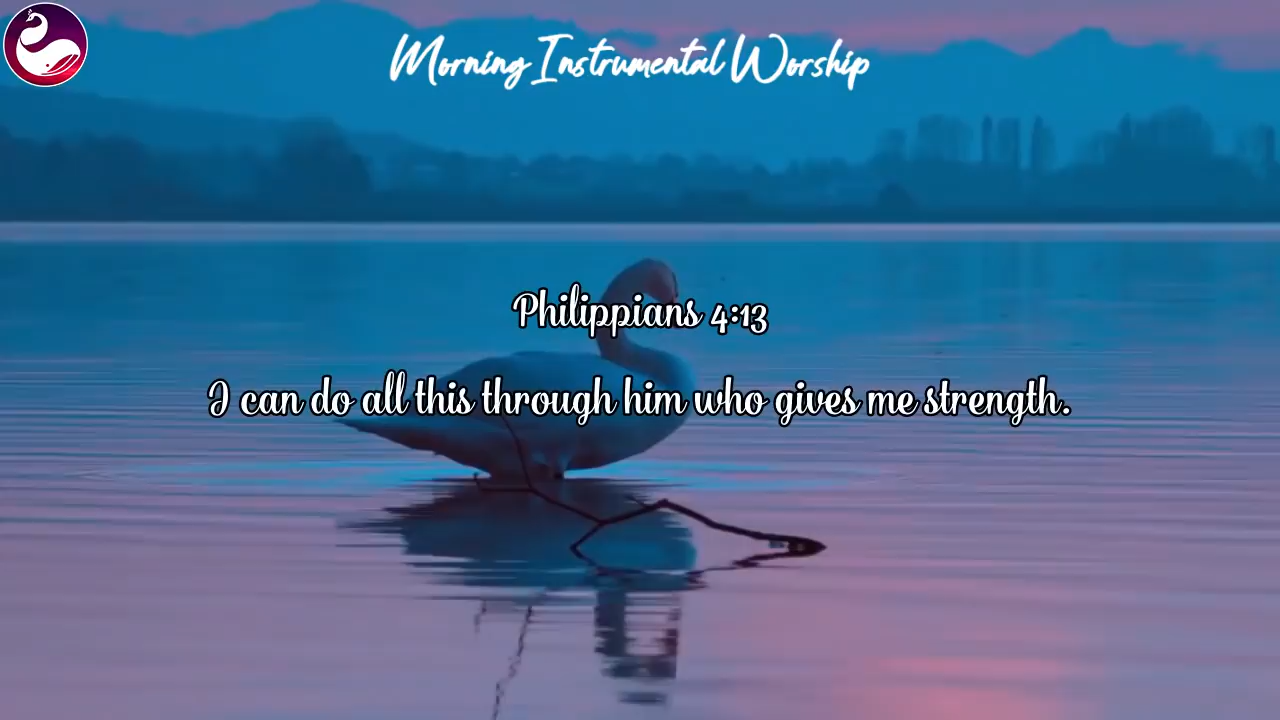 Morning Instrumental Worship
Philippians 4:13
I can do all this through him who gives me strength.